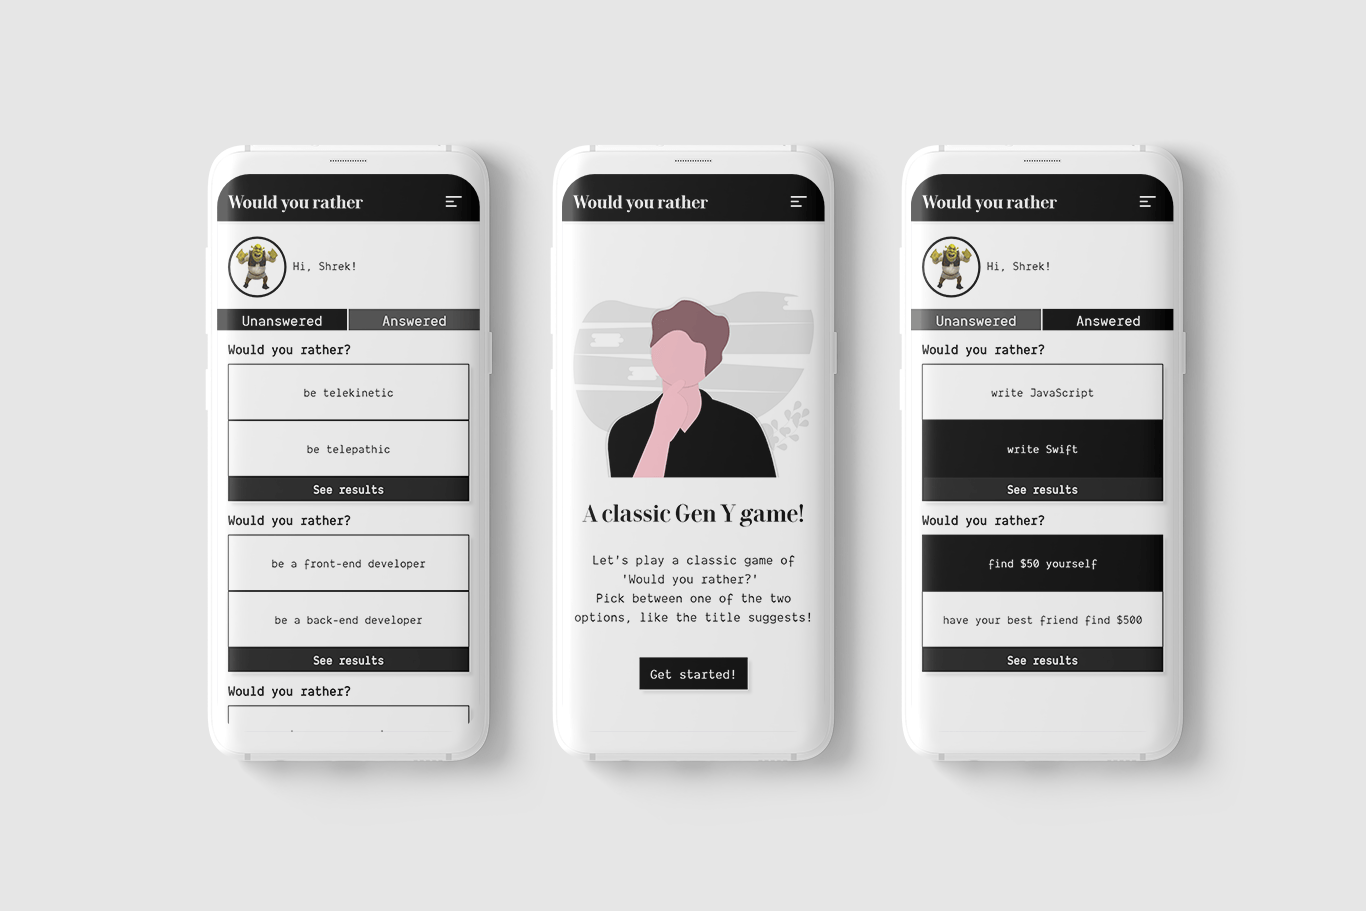 Would you rather
Hi, Shrek!
Unanswered
Answered
Would you rather?
be telekinetic
be telepathic
See results
Would you rather?
be a front-end developer
be a back-end developer
See results
Would you rather?
Would you rather
A classic Gen Y game!
Let's play a classic game of
'Would you rather?'
Pick between one of the two
options, like the title suggests!
Get started!
Would you rather
Hi, Shrek!
Unanswered
Answered
Would you rather?
write JavaScript
write Swift
See results
Would you rather?
find $50 yourself
have your best friend find $500
See results